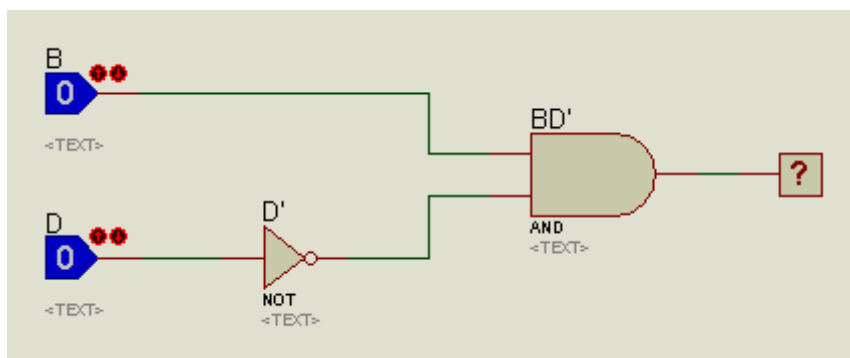 B
0
<TEXT>
BD'
?
AND
<TEXT>
D
0
<TEXT>
D'
NOT
<TEXT>